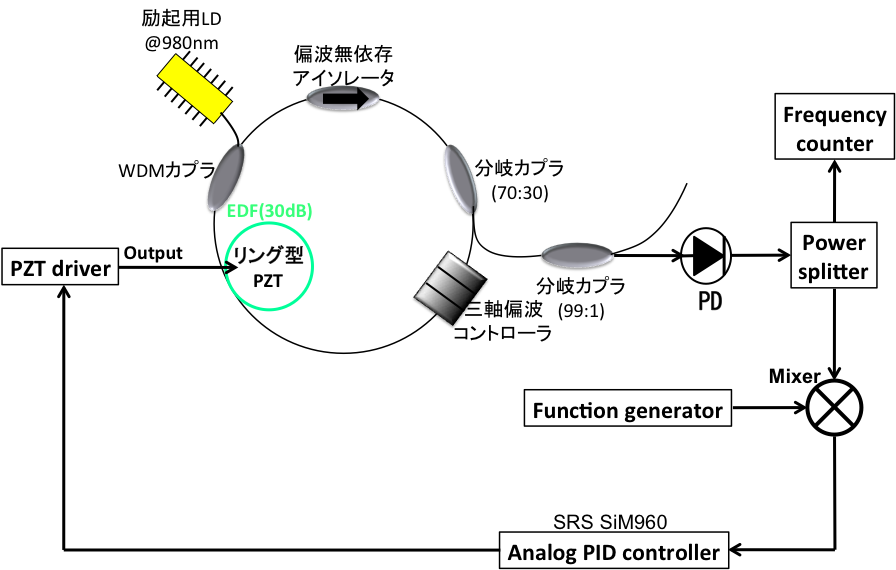 励起用LD
@980nm
偏波無依存
アイソレータ
Frequency
counter
WDMカプラ
分岐カプラ
(70:30)
EDF(30dB)
リング型
PZT
PZT driver
Output
Power
splitter
分岐カプラ
(99:1)
PD
三軸偏波
コントローラ
Mixer
Function generator
SRS SiM960
Analog PID controller